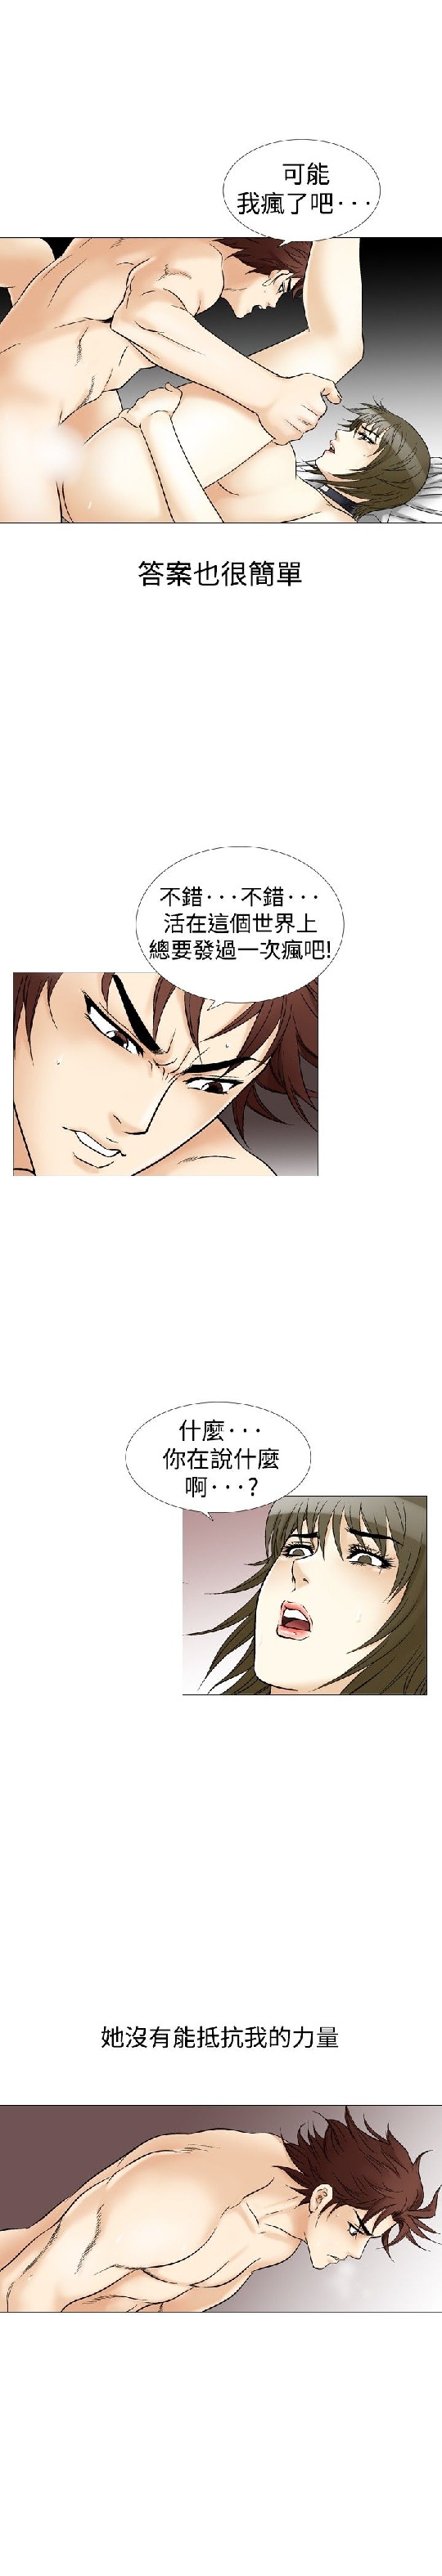 可能
我瘋了吧···
答案也很簡單
不錯···不錯···
活在這個世界上
總要發過一次瘋吧!
什麼···
你在說什麼
啊···?
她沒有能抵抗我的力量